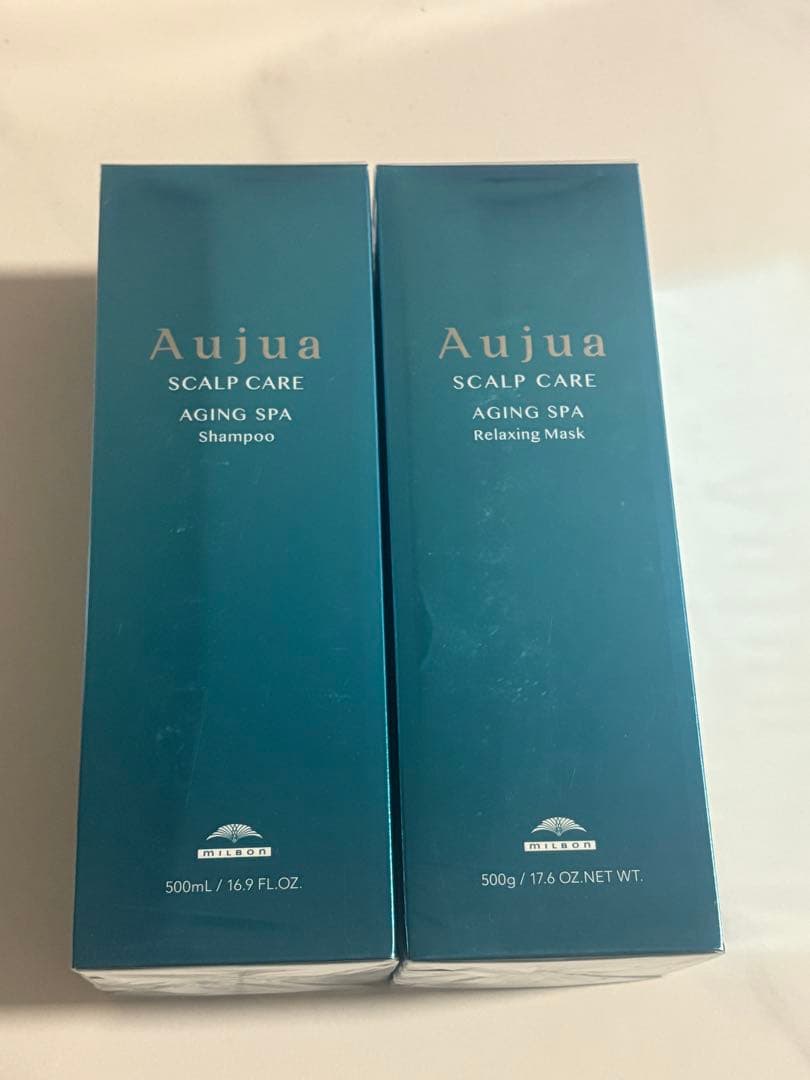 Aujua
SCALP CARE
AGING SPA
Shampoo
MILBON
500mL / 16.9 FL.OZ.
Aujua
SCALP CARE
AGING SPA
Relaxing Mask
MILBON
500g / 17.6 OZ.NET WT.